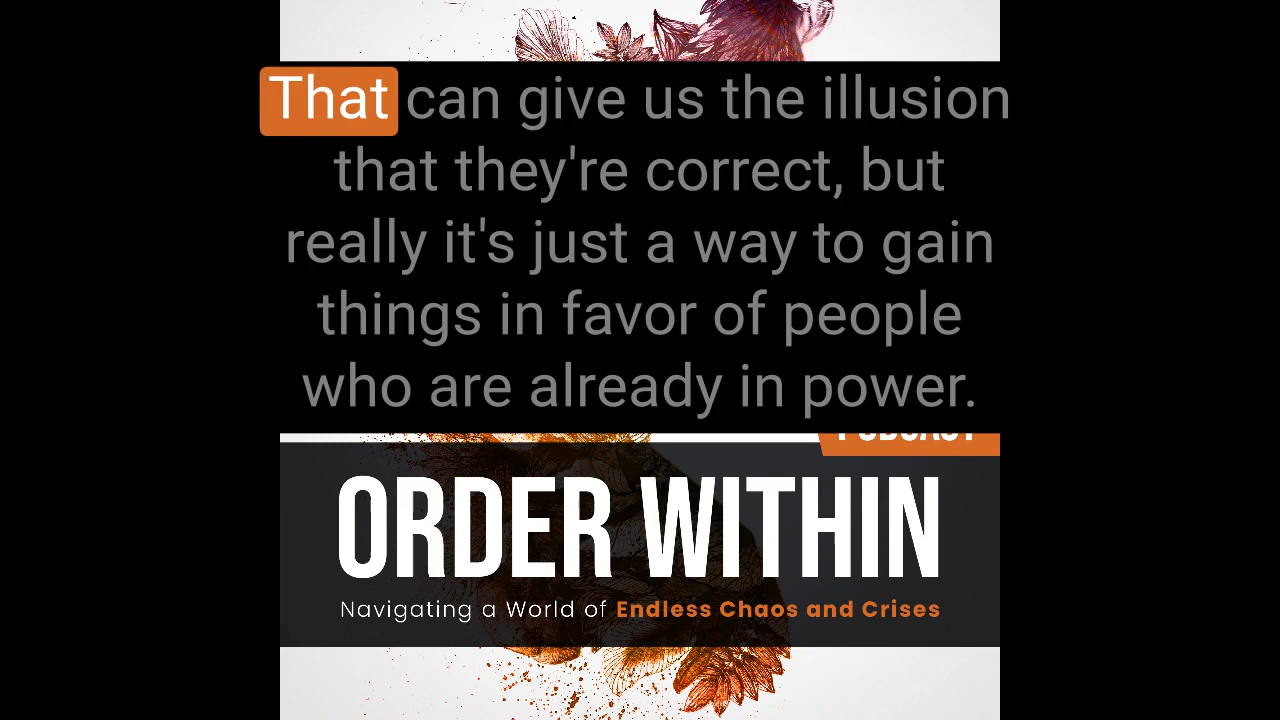 That can give us the illusion
that they're correct, but
really it's just a way to gain
things in favor of people
who are already in power.
PODCAST
ORDER WITHIN
Navigating a World of Endless Chaos and Crises